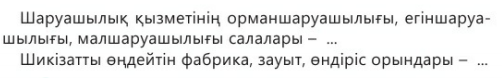 Шаруашылық қызметінің орманшаруашылығы, егіншаруа-
шылығы, малшаруашылығы салалары – ...
Шикізатты өңдейтін фабрика, зауыт, өндіріс орындары – ...